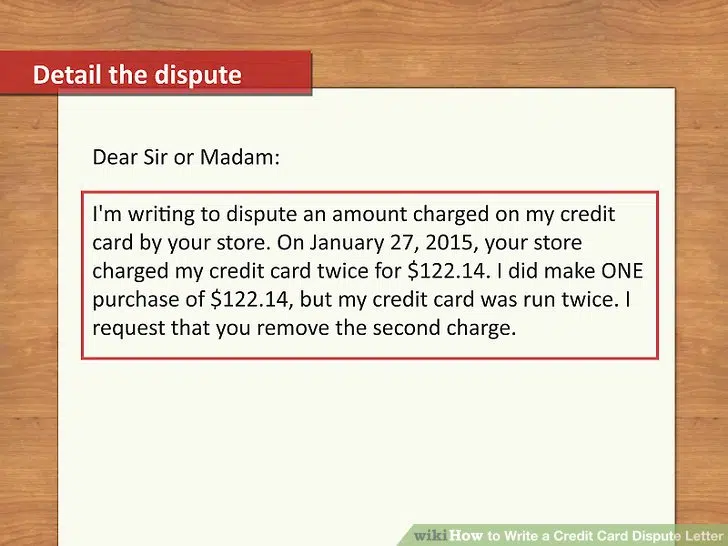 Detail the dispute
Dear Sir or Madam:
I'm writing to dispute an amount charged on my credit
card by your store. On January 27, 2015, your store
charged my credit card twice for $122.14. I did make ONE
purchase of $122.14, but my credit card was run twice. I
request that you remove the second charge.
wikiHow to Write a Credit Card Dispute Letter